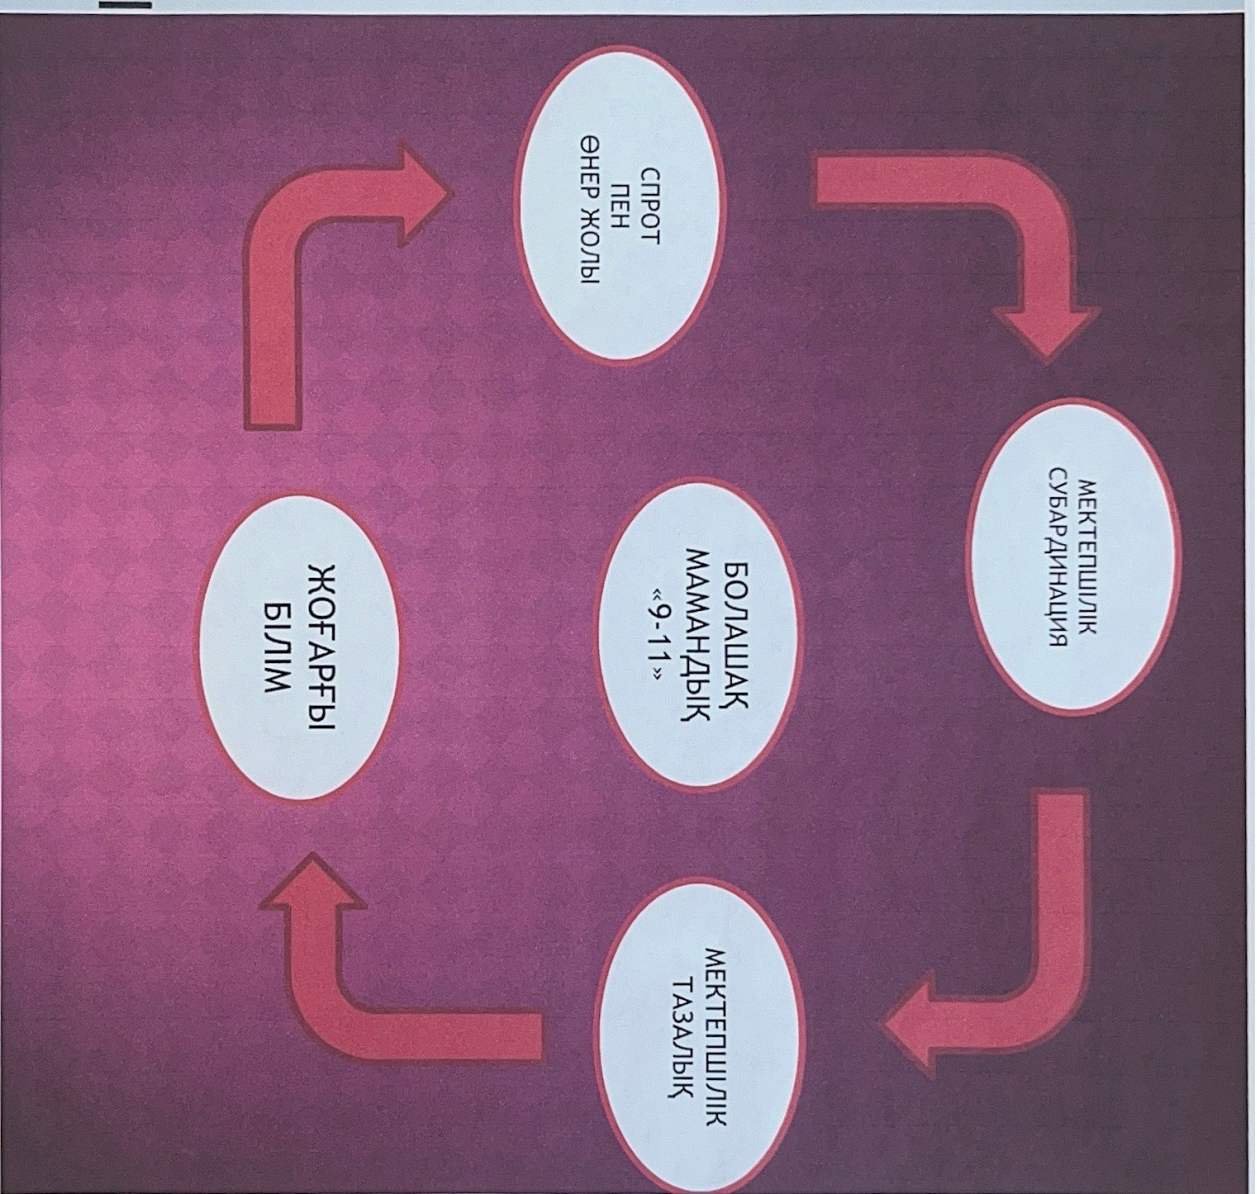 МЕКТЕПШІЛІК
СУБАРДИНАЦИЯ
СПРОТ
ПЕН
ӨНЕР ЖОЛЫ
БОЛАШАҚ
МАМАНДЫҚ
«9-11»
МЕКТЕПШІЛІК
ТАЗАЛЫҚ
ЖОҒАРҒЫ
БІЛІМ